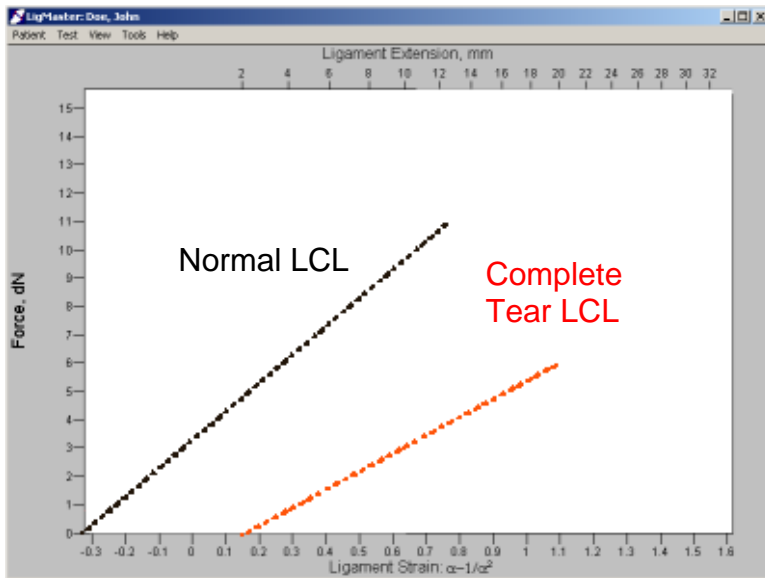 LigMaster: Doe, John
Patient Test View Tools Help
Ligament Extension, mm
2 4 6 8 10 12 14 16 18 20 22 24 26 28 30 32
15
14
13
12
11
10
9
8
7
6
5
4
3
2
1
0
Force, dN
Normal LCL
Complete
Tear LCL
-0.3 -0.2 -0.1 0 0.1 0.2 0.3 0.4 0.5 0.6 0.7 0.8 0.9 1 1.1 1.2 1.3 1.4 1.5 1.6
Ligament Strain: α-1/α²